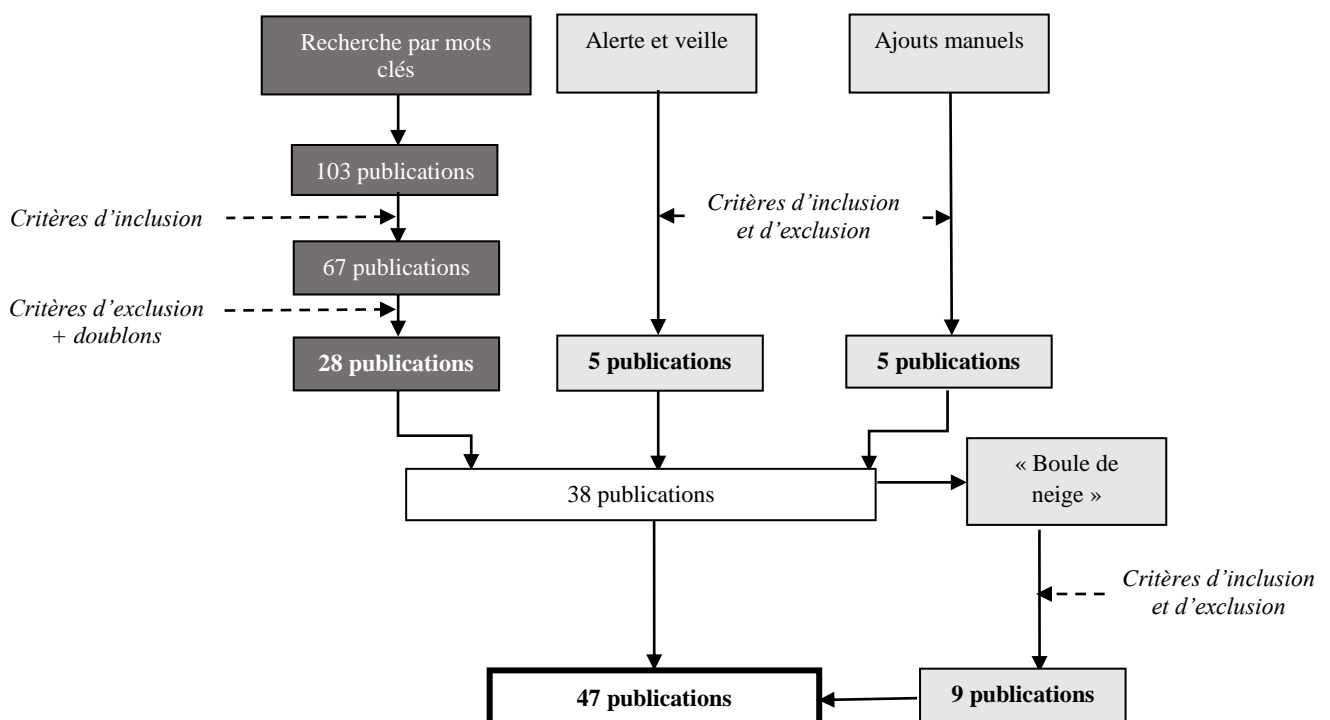 Recherche par mots
clés
Alerte et veille
Ajouts manuels
103 publications
Critères d’inclusion
Critères d’inclusion
et d’exclusion
67 publications
Critères d’exclusion
+ doublons
28 publications
5 publications
5 publications
38 publications
« Boule de
neige »
Critères d’inclusion
et d’exclusion
47 publications
9 publications